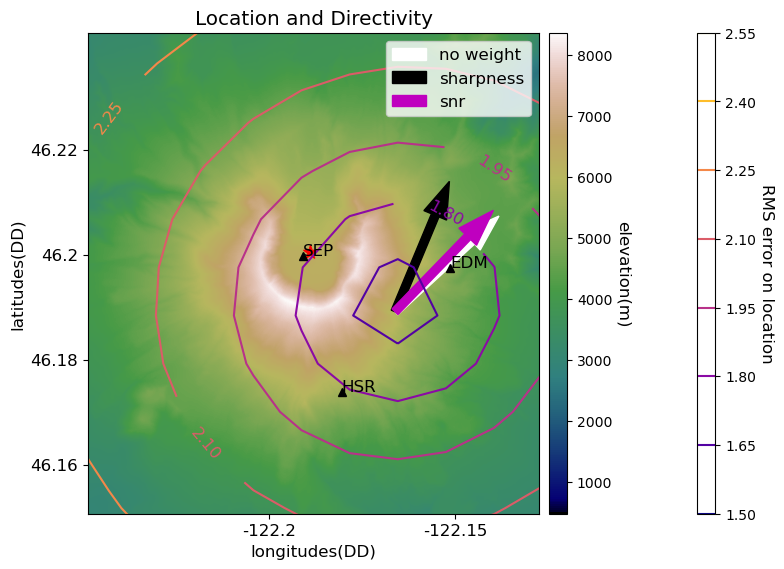 Location and Directivity
no weight
sharpness
snr
2.25
1.95
1.80
SEP
EDM
HSR
2.10
46.22
46.2
46.18
46.16
latitudes(DD)
-122.2
-122.15
longitudes(DD)
8000
7000
6000
5000
4000
3000
2000
1000
elevation(m)
2.55
2.40
2.25
2.10
1.95
1.80
1.65
1.50
RMS error on location